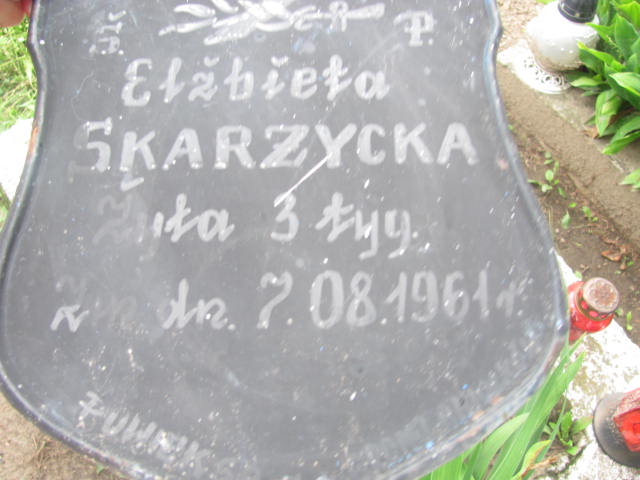 Ś P.
Elżbieta
SKARZYCKA
Żyła 3 tyg.
Zm. dn. 7.08.1961 r.